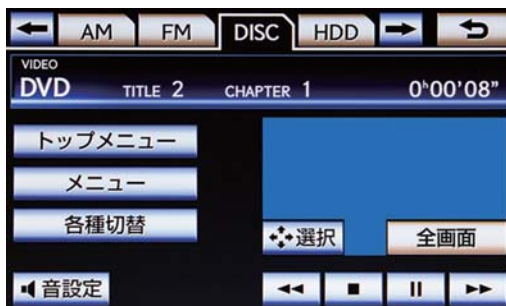 AM FM DISC HDD
VIDEO
DVD TITLE 2 CHAPTER 1 0h00'08"
トップメニュー
メニュー
各種切替
選択 全画面
音設定